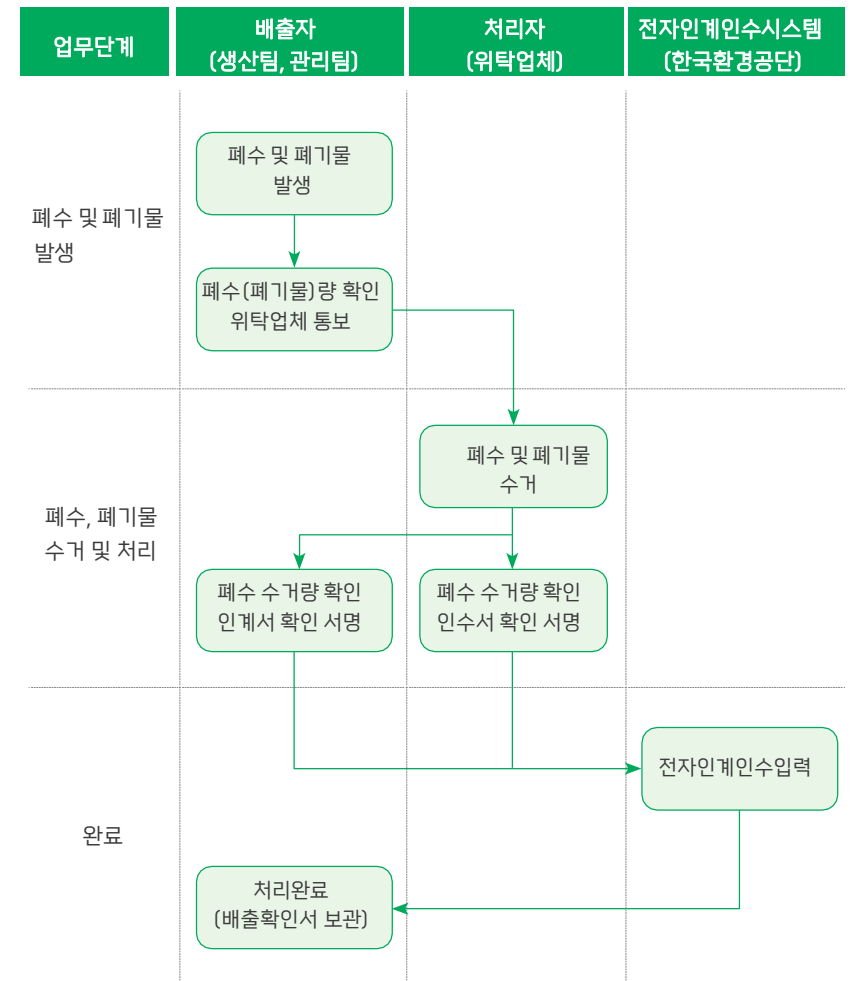 업무단계
배출자
(생산팀, 관리팀)
처리자
(위탁업체)
전자인계인수시스템
(한국환경공단)
폐수 및 폐기물
발생
폐수 및 폐기물
발생
폐수(폐기물)량 확인
위탁업체 통보
폐수, 폐기물
수거 및 처리
폐수 및 폐기물
수거
폐수 수거량 확인
인계서 확인 서명
폐수 수거량 확인
인수서 확인 서명
완료
전자인계인수입력
처리완료
(배출확인서 보관)